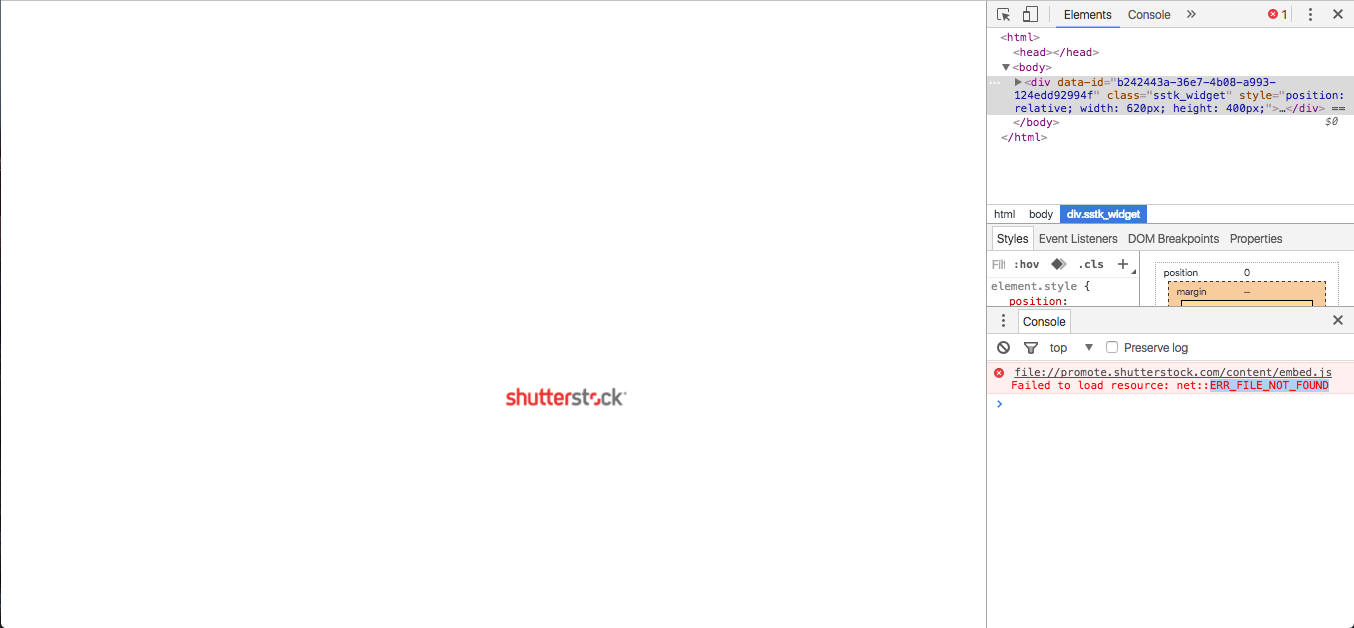 shutterstock
Elements Console » 1
<html>
<head></head>
<body>
<div data-id="b242443a-36e7-4b08-a993-
124edd92994f" class="sstk_widget" style="position:
relative; width: 620px; height: 400px;">…</div> ==
$0
</body>
</html>
html body div.sstk_widget
Styles Event Listeners DOM Breakpoints Properties
Filt :hov .cls +
element.style {
position:
position 0
margin –
Console
top Preserve log
file://promote.shutterstock.com/content/embed.js
Failed to load resource: net::ERR_FILE_NOT_FOUND